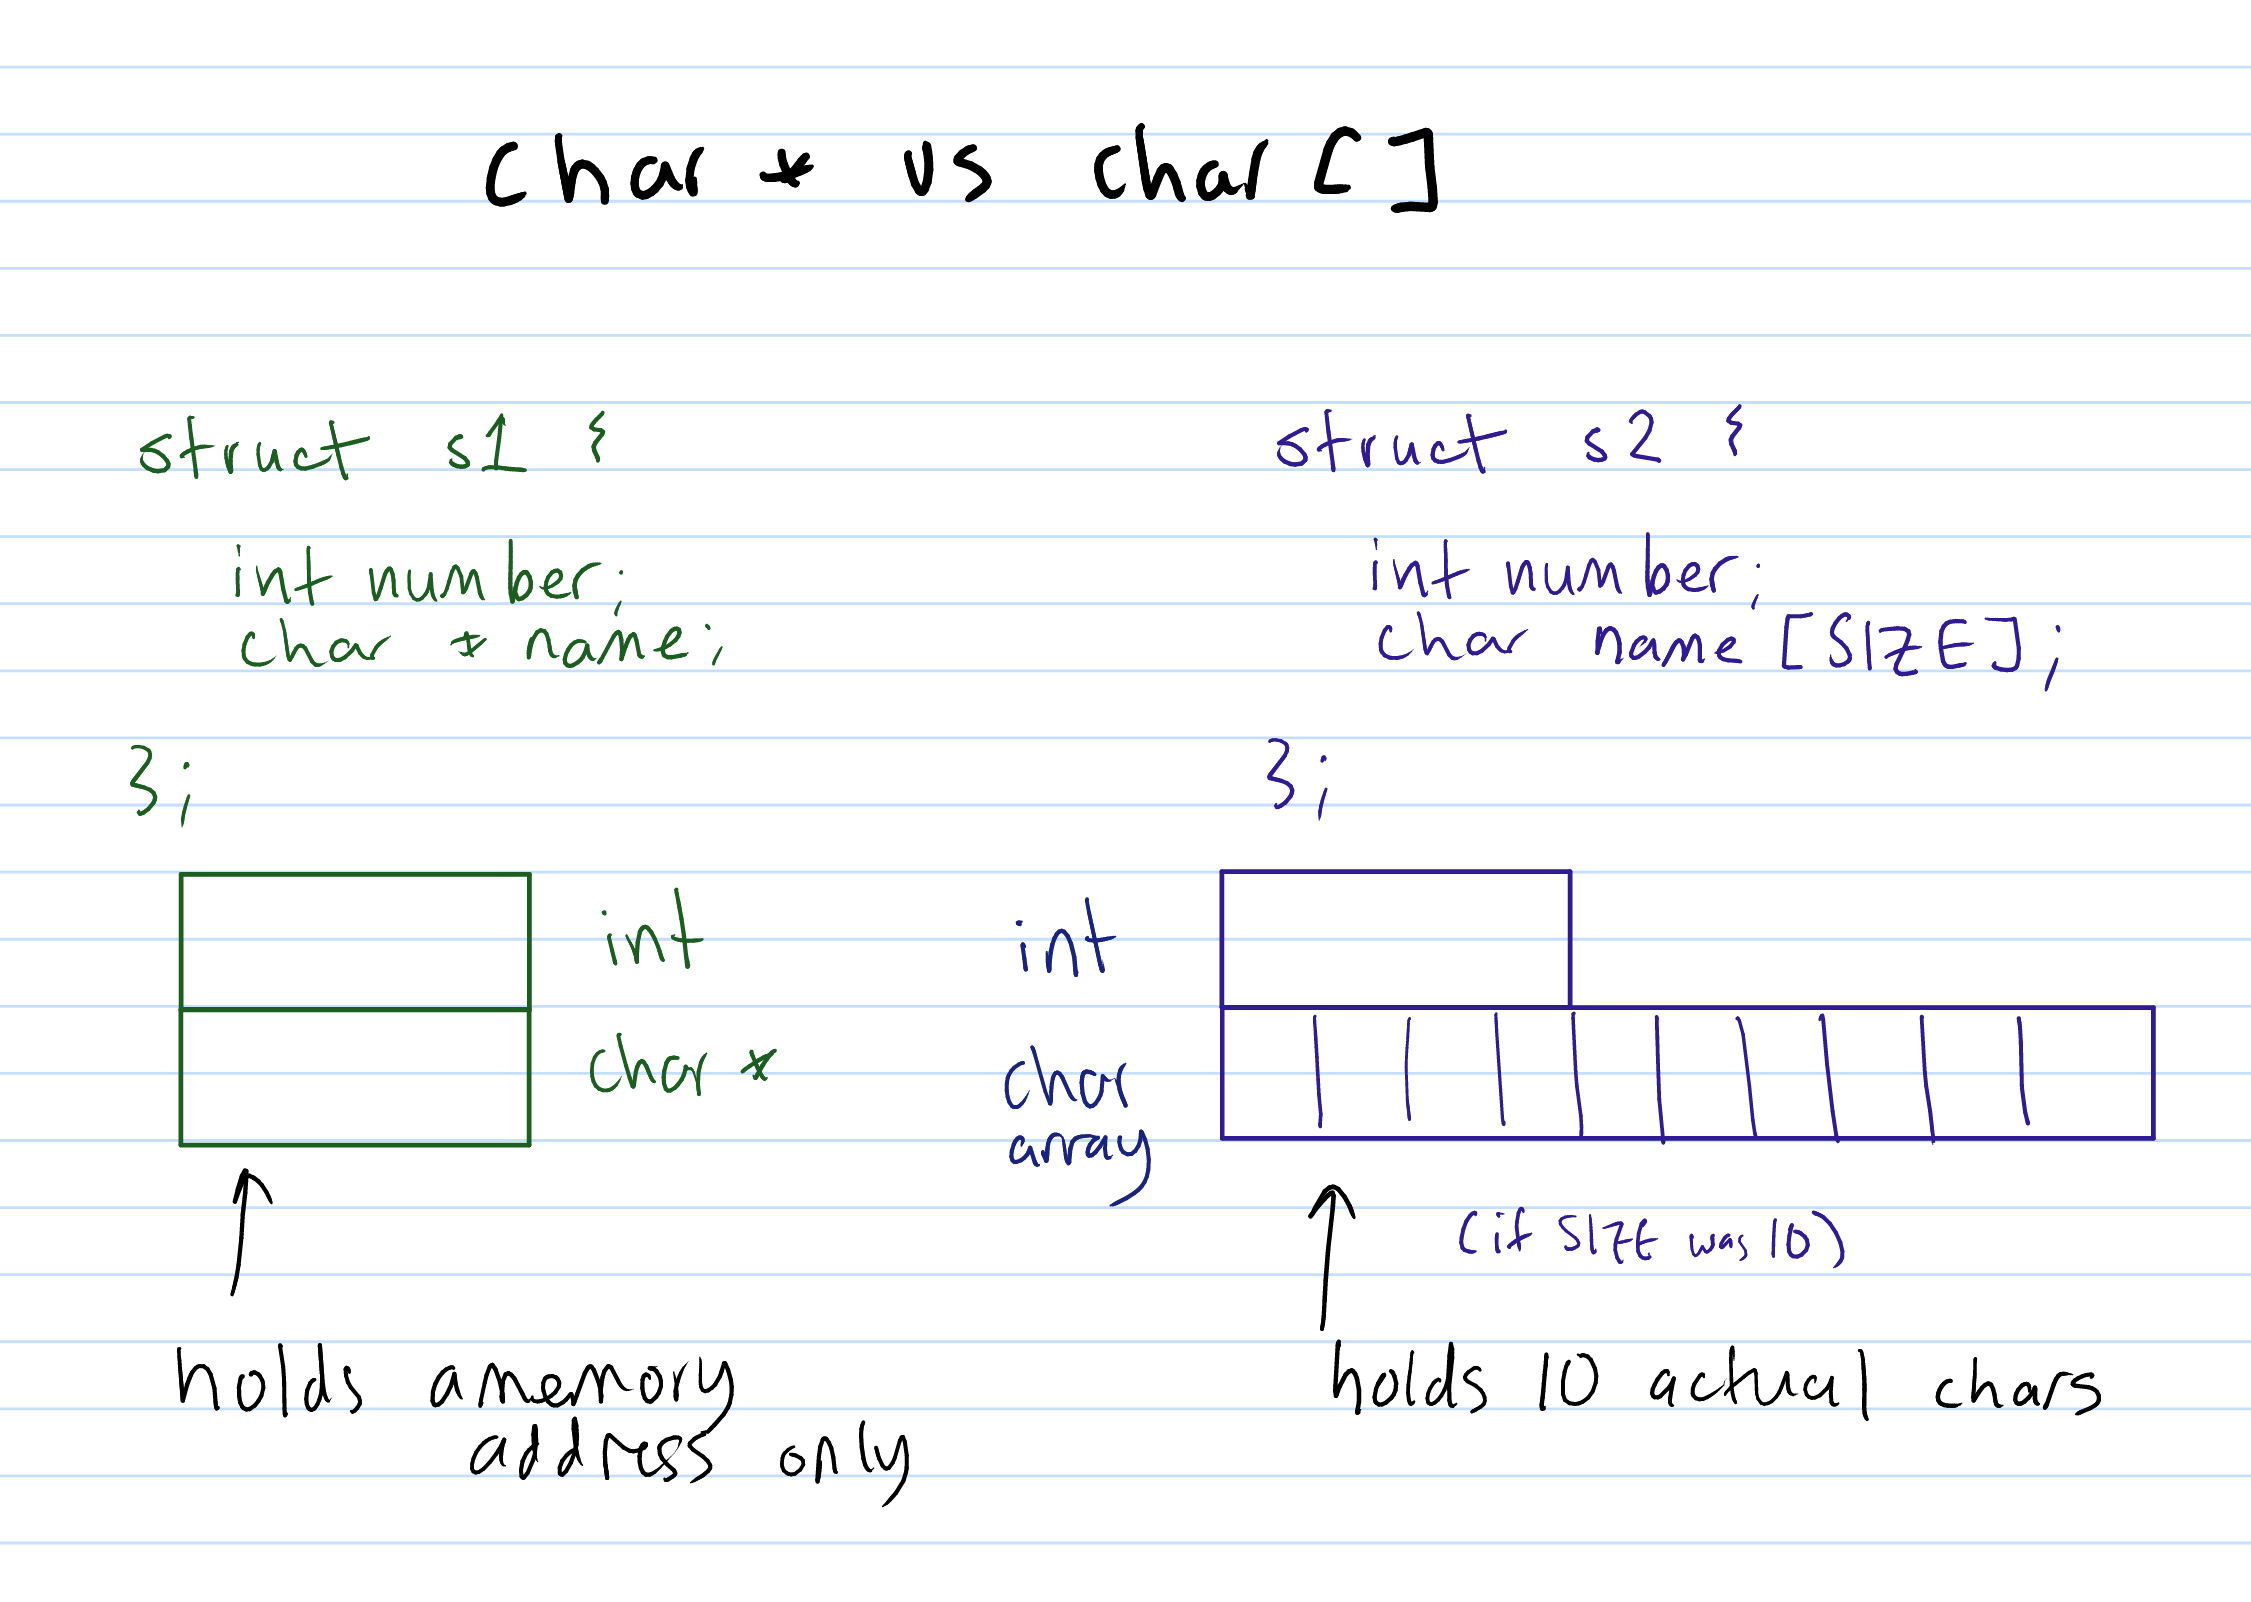 char * vs char []
struct s1 {
int number;
char * name;
};
struct s2 {
int number;
char name [SIZE];
};
int
char *
int
char
array
(if SIZE was 10)
holds a memory
address only
holds 10 actual chars